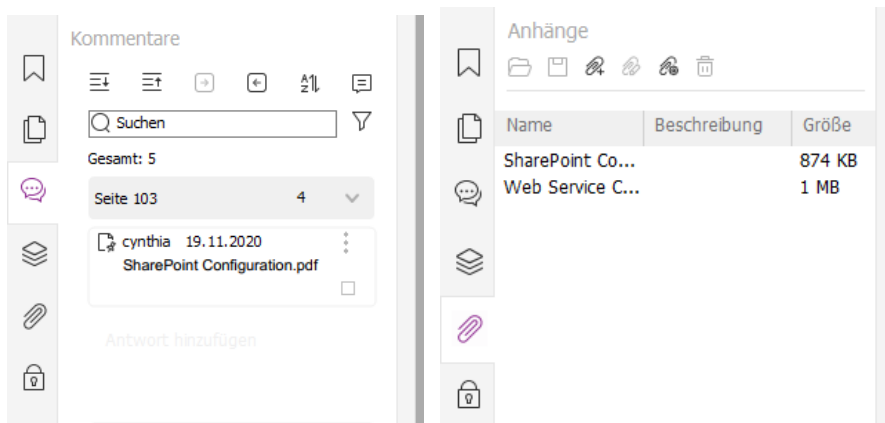 Kommentare
Suchen
Gesamt: 5
Seite 103 4
cynthia 19.11.2020
SharePoint Configuration.pdf
Antwort hinzufügen
Anhänge
Name Beschreibung Größe
SharePoint Co... 874 KB
Web Service C... 1 MB